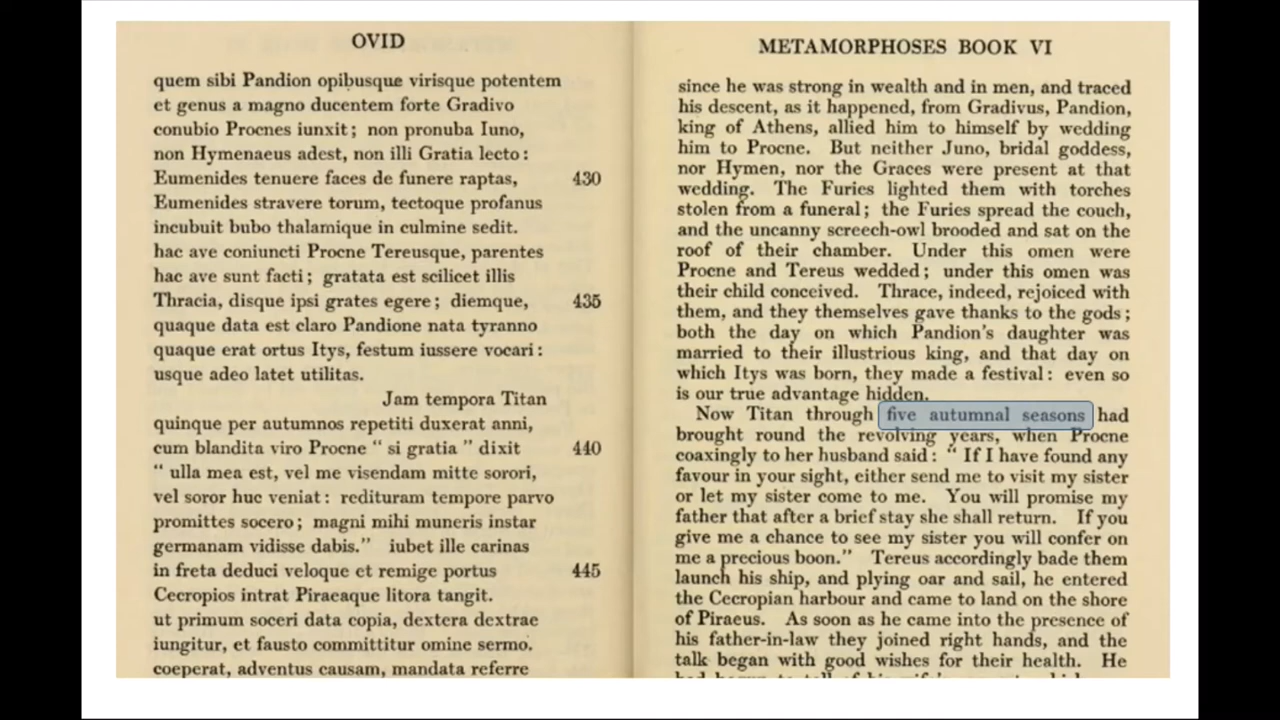 OVID
quem sibi Pandion opibusque virisque potentem
et genus a magno ducentem forte Gradivo
conubio Procnes iunxit; non pronuba Iuno,
non Hymenaeus adest, non illi Gratia lecto:
Eumenides tenuere faces de funere raptas, 430
Eumenides stravere torum, tectoque profanus
incubuit bubo thalamique in culmine sedit.
hac ave coniuncti Procne Tereusque, parentes
hac ave sunt facti; gratata est scilicet illis
Thracia, disque ipsi grates egere; diemque, 435
quaque data est claro Pandione nata tyranno
quaque erat ortus Itys, festum iussere vocari:
usque adeo latet utilitas.
Jam tempora Titan
quinque per autumnos repetiti duxerat anni,
cum blandita viro Procne “ si gratia ” dixit 440
“ ulla mea est, vel me visendam mitte sorori,
vel soror huc veniat: redituram tempore parvo
promittes socero; magni mihi muneris instar
germanam vidisse dabis.” iubet ille carinas
in freta deduci veloque et remige portus 445
Cecropios intrat Piraeaque litora tangit.
ut primum soceri data copia, dextera dextrae
iungitur, et fausto committitur omine sermo.
coeperat, adventus causam, mandata referre
METAMORPHOSES BOOK VI
since he was strong in wealth and in men, and traced
his descent, as it happened, from Gradivus, Pandion,
king of Athens, allied him to himself by wedding
him to Procne. But neither Juno, bridal goddess,
nor Hymen, nor the Graces were present at that
wedding. The Furies lighted them with torches
stolen from a funeral; the Furies spread the couch,
and the uncanny screech-owl brooded and sat on the
roof of their chamber. Under this omen were
Procne and Tereus wedded; under this omen was
their child conceived. Thrace, indeed, rejoiced with
them, and they themselves gave thanks to the gods;
both the day on which Pandion's daughter was
married to their illustrious king, and that day on
which Itys was born, they made a festival: even so
is our true advantage hidden.
Now Titan through five autumnal seasons had
brought round the revolving years, when Procne
coaxingly to her husband said: “ If I have found any
favour in your sight, either send me to visit my sister
or let my sister come to me. You will promise my
father that after a brief stay she shall return. If you
give me a chance to see my sister you will confer on
me a precious boon.” Tereus accordingly bade them
launch his ship, and plying oar and sail, he entered
the Cecropian harbour and came to land on the shore
of Piraeus. As soon as he came into the presence of
his father-in-law they joined right hands, and the
talk began with good wishes for their health. He